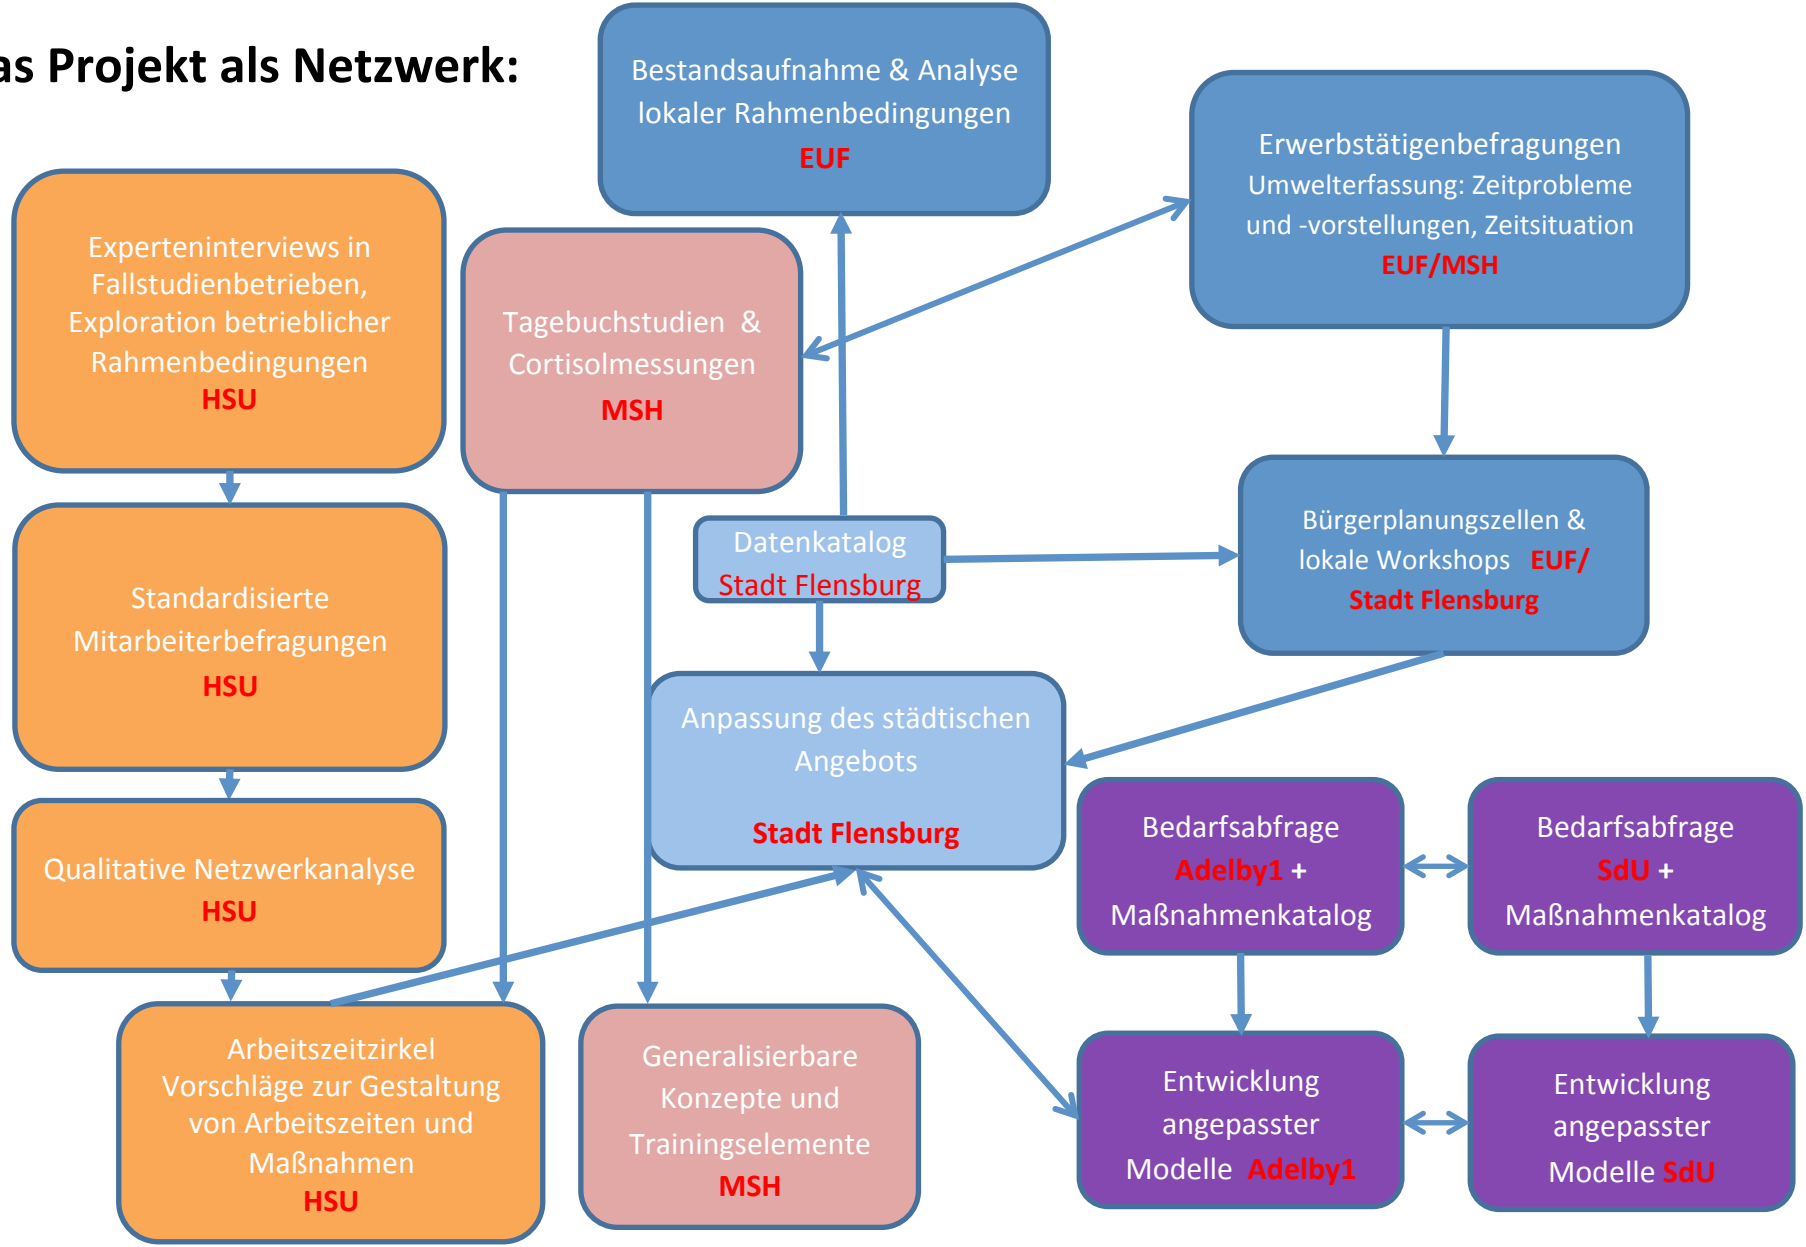 as Projekt als Netzwerk:
Bestandsaufnahme & Analyse
lokaler Rahmenbedingungen
EUF
Erwerbstätigenbefragungen
Umwelterfassung: Zeitprobleme
und -vorstellungen, Zeitsituation
EUF/MSH
Experteninterviews in
Fallstudienbetrieben,
Exploration betrieblicher
Rahmenbedingungen
HSU
Tagebuchstudien &
Cortisolmessungen
MSH
Datenkatalog
Stadt Flensburg
Bürgerplanungszellen &
lokale Workshops EUF/
Stadt Flensburg
Standardisierte
Mitarbeiterbefragungen
HSU
Anpassung des städtischen
Angebots
Stadt Flensburg
Qualitative Netzwerkanalyse
HSU
Bedarfsabfrage
Adelby1 +
Maßnahmenkatalog
Bedarfsabfrage
SdU +
Maßnahmenkatalog
Arbeitszeitzirkel
Vorschläge zur Gestaltung
von Arbeitszeiten und
Maßnahmen
HSU
Generalisierbare
Konzepte und
Trainingselemente
MSH
Entwicklung
angepasster
Modelle Adelby1
Entwicklung
angepasster
Modelle SdU